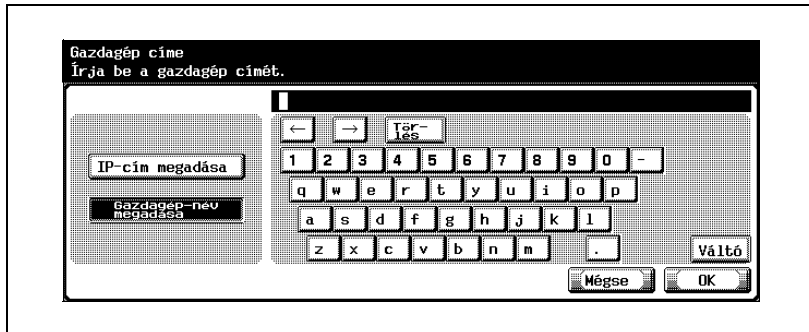 Gazdagép címe
Írja be a gazdagép címét.
← → Tör-
lés
IP-cím megadása
Gazdagép-név
megadása
1 2 3 4 5 6 7 8 9 0 -
q w e r t y u i o p
a s d f g h j k l
z x c v b n m .
Váltó
Mégse OK